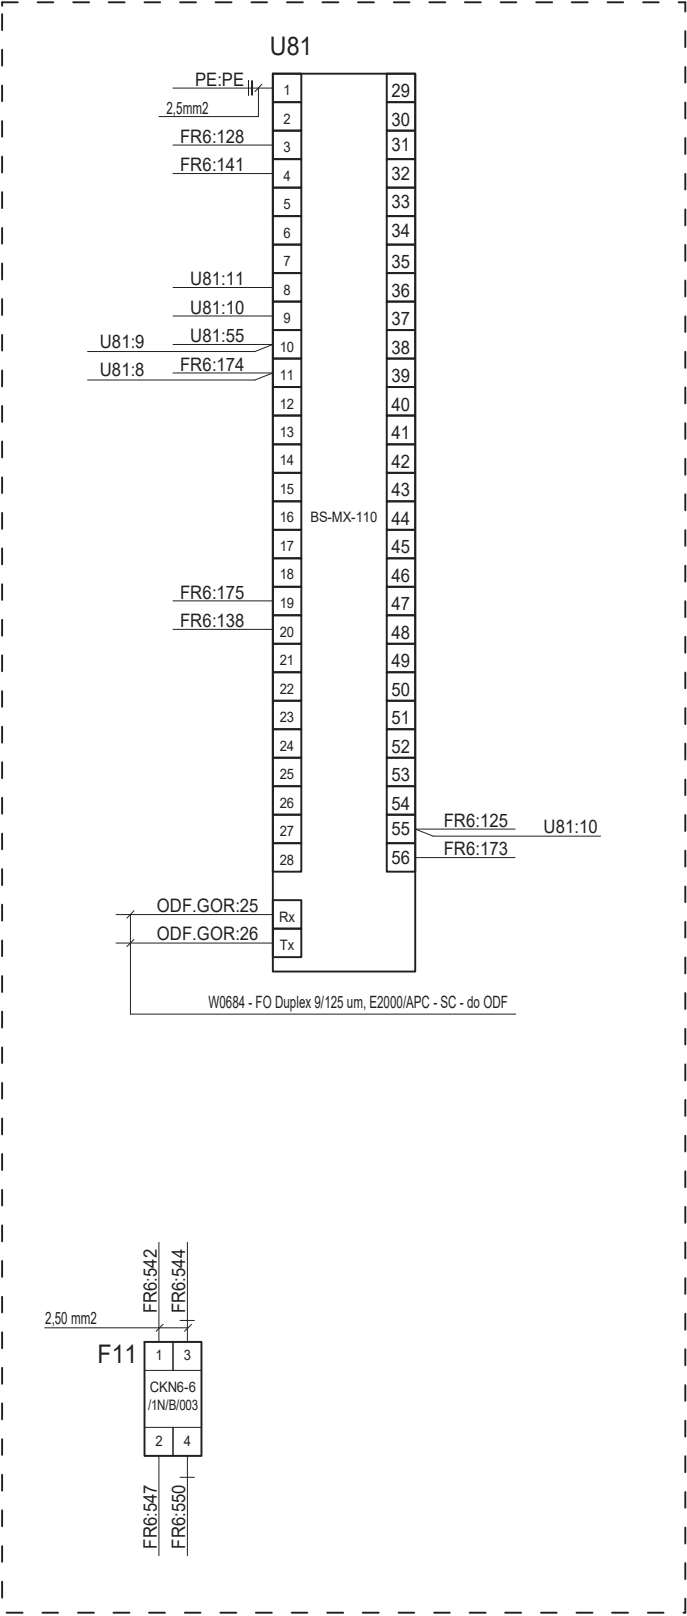 U81
PE:PE 1 29
2,5mm2 2 30
FR6:128 3 31
FR6:141 4 32
5 33
6 34
7 35
U81:11 8 36
U81:10 9 37
U81:9 U81:55 10 38
U81:8 FR6:174 11 39
12 40
13 41
14 42
15 43
16 BS-MX-110 44
17 45
18 46
FR6:175 19 47
FR6:138 20 48
21 49
22 50
23 51
24 52
25 53
26 54
27 55 FR6:125 U81:10
28 56 FR6:173
ODF.GOR:25 Rx
ODF.GOR:26 Tx
W0684 - FO Duplex 9/125 um, E2000/APC - SC - do ODF
FR6:542 FR6:544
2,50 mm2
F11 1 3
CKN6-6
/1N/B/003
2 4
FR6:547 FR6:550